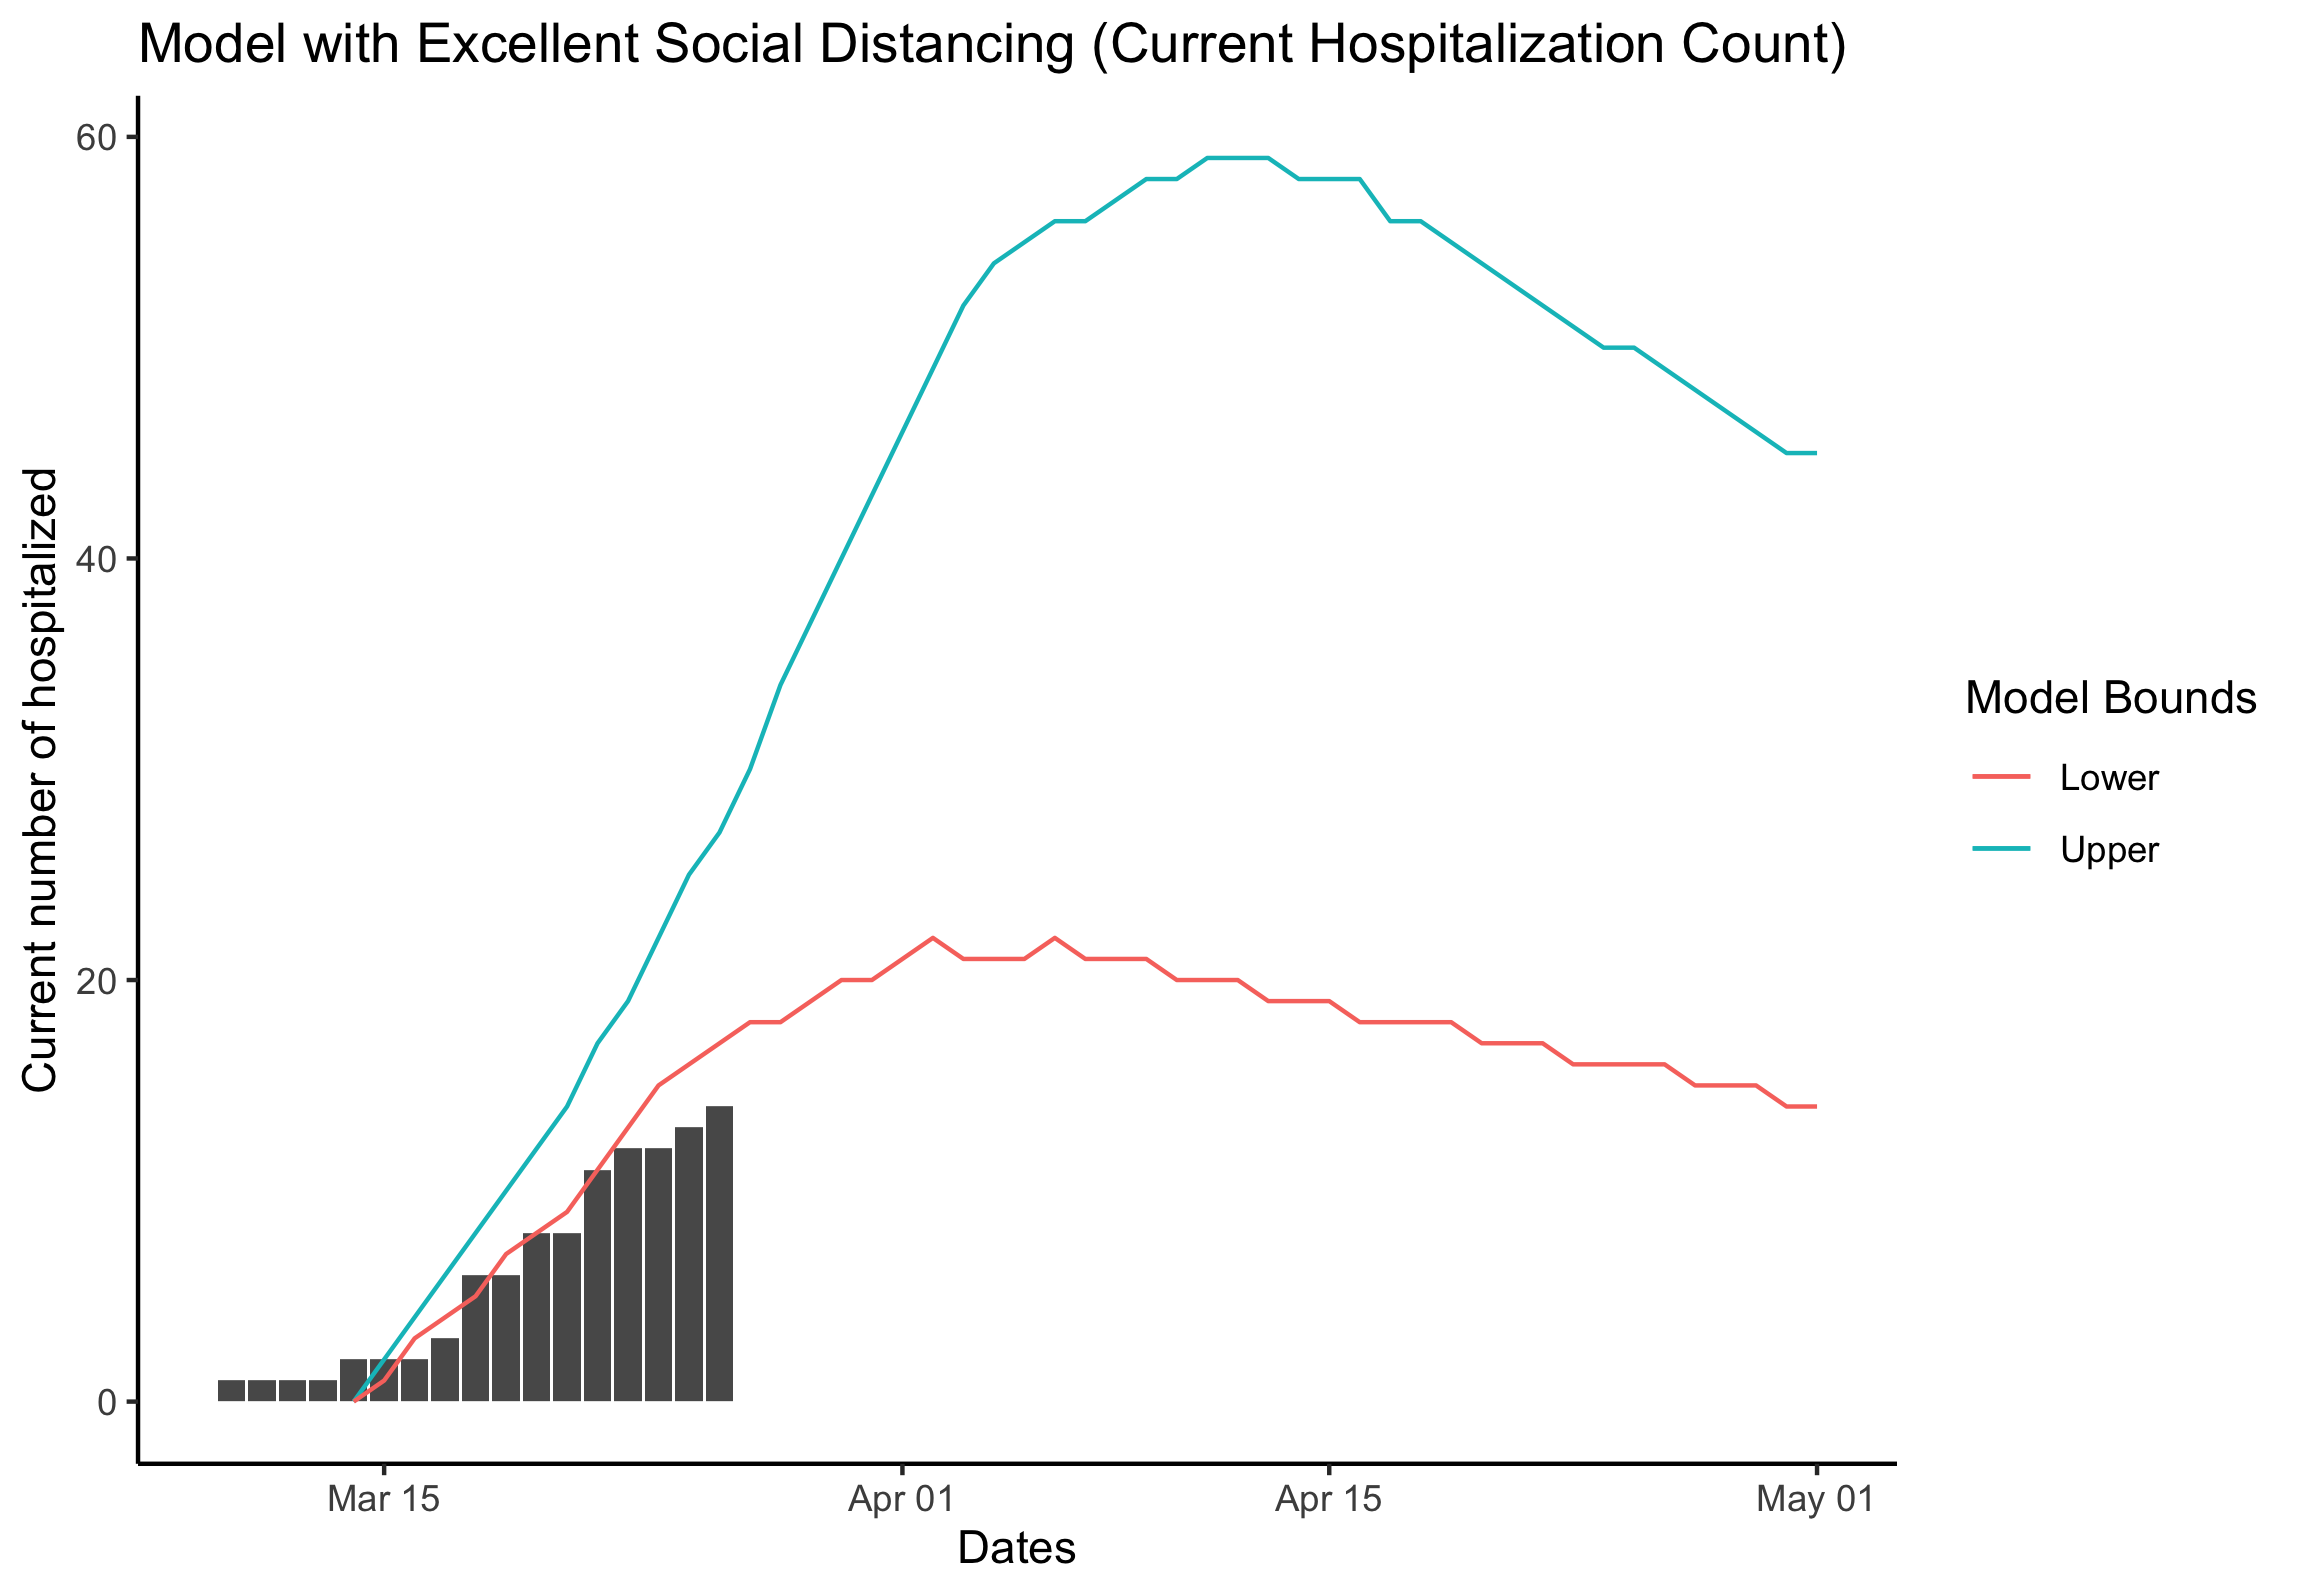 Model with Excellent Social Distancing (Current Hospitalization Count)
Current number of hospitalized
60
40
20
0
Mar 15
Apr 01
Apr 15
May 01
Dates
Model Bounds
Lower
Upper